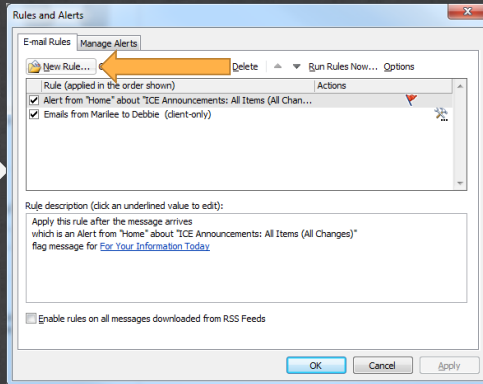 Rules and Alerts
E-mail Rules Manage Alerts
New Rule... Delete Run Rules Now... Options
Rule (applied in the order shown) Actions
Alert from "Home" about "ICE Announcements: All Items (All Chan...
Emails from Marilee to Debbie (client-only)
Rule description (click an underlined value to edit):
Apply this rule after the message arrives
which is an Alert from "Home" about "ICE Announcements: All Items (All Changes)"
flag message for For Your Information Today
Enable rules on all messages downloaded from RSS Feeds
OK Cancel Apply